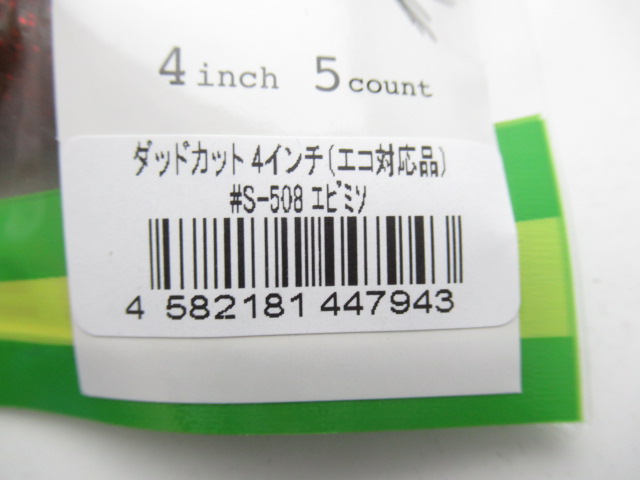 4 inch 5 count
ダッドカット 4インチ(エコ対応品)
#S-508 エビミソ
4 582181 447943